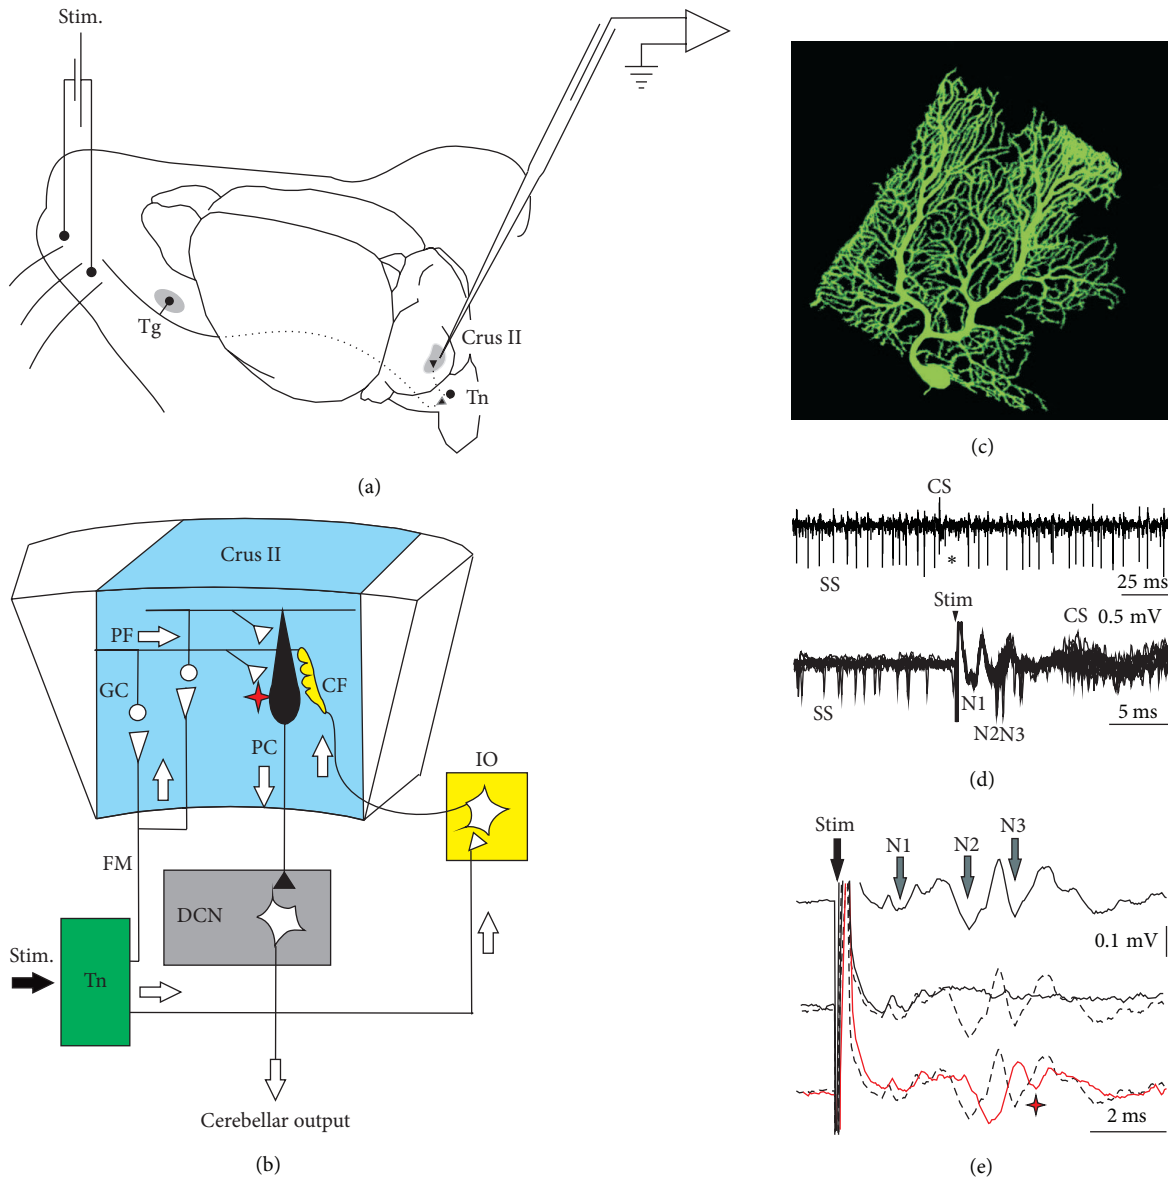 Stim.
Tg
Crus II
Tn
(a)
Crus II
PF
GC
CF
PC
IO
FM
DCN
Stim.
Tn
Cerebellar output
(b)
(c)
CS
*
SS
25 ms
Stim
0.5 mV
CS
N1
SS
N2N3
5 ms
(d)
Stim
N1
N2
N3
0.1 mV
2 ms
(e)